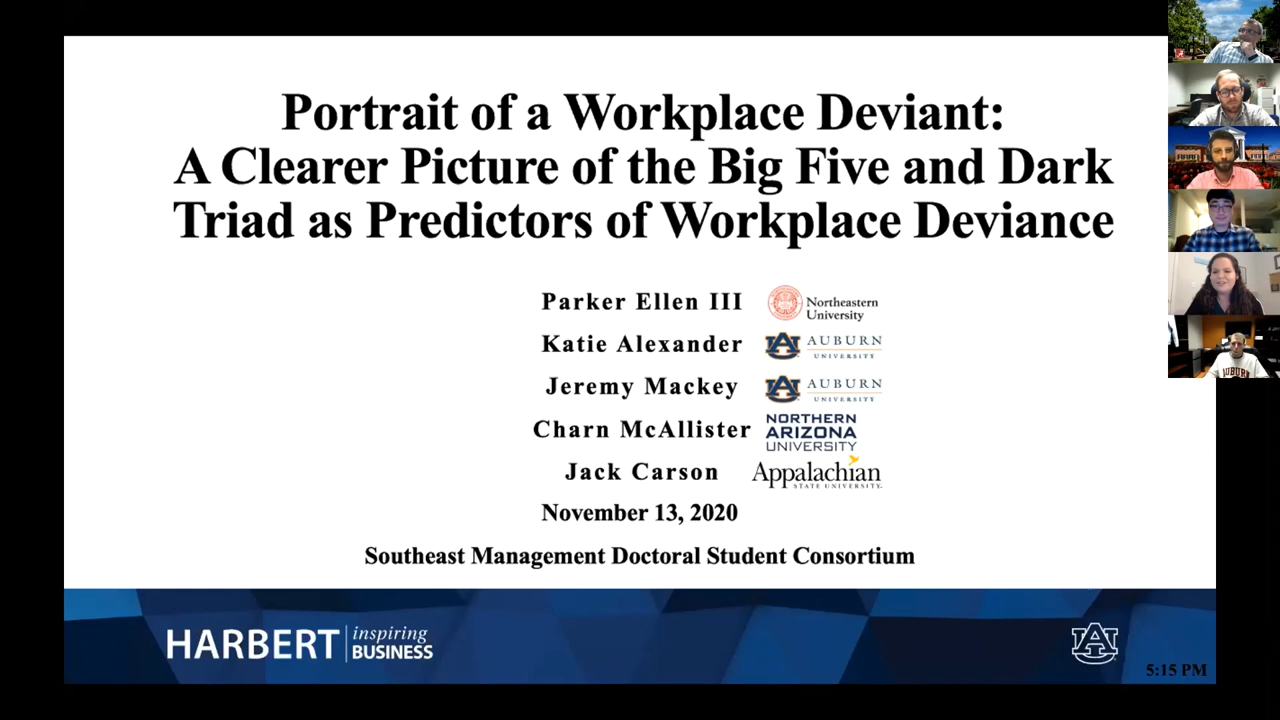 Portrait of a Workplace Deviant:
A Clearer Picture of the Big Five and Dark
Triad as Predictors of Workplace Deviance
Parker Ellen III
Northeastern
University
Katie Alexander
AUBURN
UNIVERSITY
Jeremy Mackey
AUBURN
UNIVERSITY
Charn McAllister
NORTHERN
ARIZONA
UNIVERSITY
Jack Carson
Appalachian
STATE UNIVERSITY
November 13, 2020
Southeast Management Doctoral Student Consortium
HARBERT
inspiring
BUSINESS
AU
5:15 PM
AUBURN